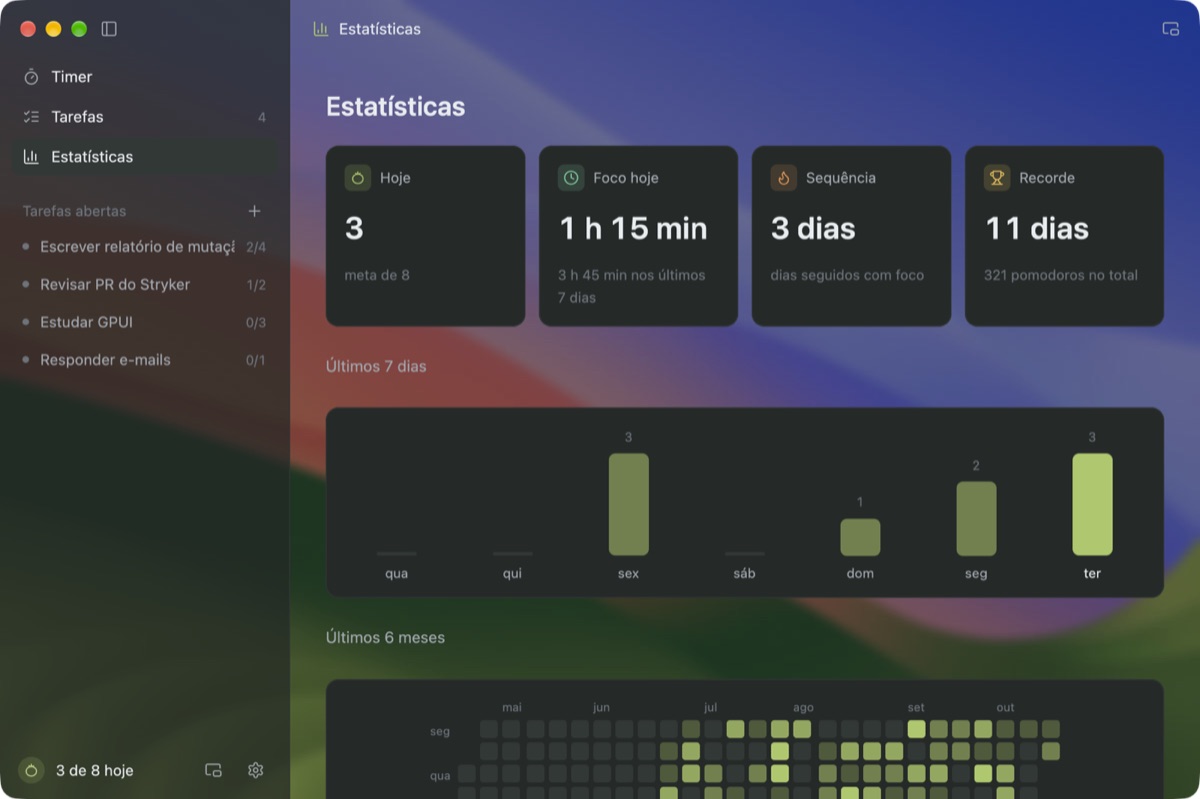 Estatísticas
Timer
Tarefas 4
Estatísticas
Tarefas abertas
Escrever relatório de mutaçã 2/4
Revisar PR do Stryker 1/2
Estudar GPUI 0/3
Responder e-mails 0/1
3 de 8 hoje
Estatísticas
Hoje
3
meta de 8
Foco hoje
1 h 15 min
3 h 45 min nos últimos
7 dias
Sequência
3 dias
dias seguidos com foco
Recorde
11 dias
321 pomodoros no total
Últimos 7 dias
3 1 2 3
qua qui sex sáb dom seg ter
Últimos 6 meses
mai jun jul ago set out
seg
qua